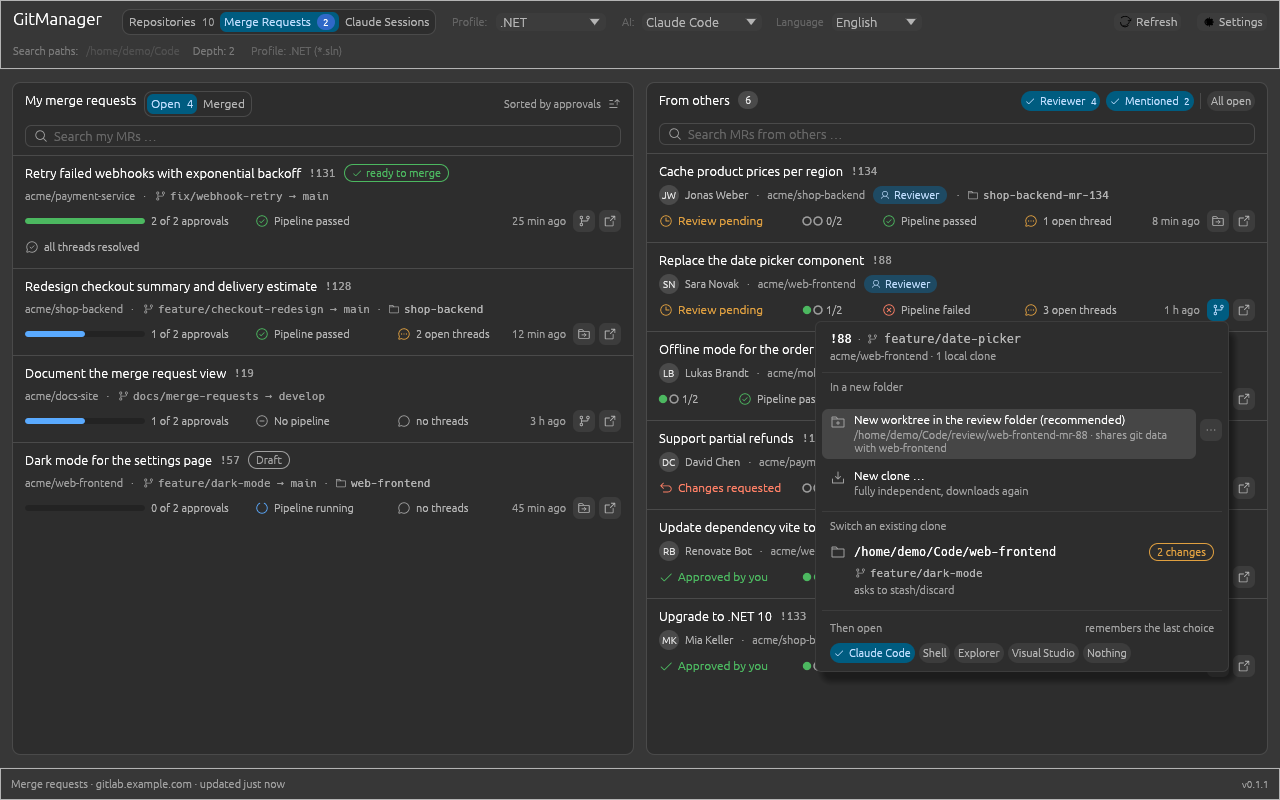 GitManager
Repositories 10 Merge Requests 2 Claude Sessions Profile: .NET AI: Claude Code Language English Refresh Settings
Search paths: /home/demo/Code Depth: 2 Profile: .NET (*.sln)
My merge requests Open 4 Merged Sorted by approvals
Search my MRs …
Retry failed webhooks with exponential backoff !131 ready to merge
acme/payment-service · fix/webhook-retry → main
2 of 2 approvals Pipeline passed 25 min ago
all threads resolved
Redesign checkout summary and delivery estimate !128
acme/shop-backend · feature/checkout-redesign → main · shop-backend
1 of 2 approvals Pipeline passed 2 open threads 12 min ago
Document the merge request view !19
acme/docs-site · docs/merge-requests → develop
1 of 2 approvals No pipeline no threads 3 h ago
Dark mode for the settings page !57 Draft
acme/web-frontend · feature/dark-mode → main · web-frontend
0 of 2 approvals Pipeline running no threads 45 min ago
From others 6 Reviewer 4 Mentioned 2 All open
Search MRs from others …
Cache product prices per region !134
JW Jonas Weber · acme/shop-backend Reviewer · shop-backend-mr-134
Review pending 0/2 Pipeline passed 1 open thread 8 min ago
Replace the date picker component !88
SN Sara Novak · acme/web-frontend Reviewer
Review pending 1/2 Pipeline failed 3 open threads 1 h ago
Offline mode for the order
LB Lukas Brandt · acme/mol
1/2 Pipeline pas
Support partial refunds !1
DC David Chen · acme/paym
Changes requested
Update dependency vite to
RB Renovate Bot · acme/we
Approved by you
Upgrade to .NET 10 !133
MK Mia Keller · acme/shop-b
Approved by you
!88 · feature/date-picker
acme/web-frontend · 1 local clone
In a new folder
New worktree in the review folder (recommended)
/home/demo/Code/review/web-frontend-mr-88 · shares git data
with web-frontend
...
New clone …
fully independent, downloads again
Switch an existing clone
/home/demo/Code/web-frontend 2 changes
feature/dark-mode
asks to stash/discard
Then open remembers the last choice
Claude Code Shell Explorer Visual Studio Nothing
Merge requests · gitlab.example.com · updated just now v0.1.1